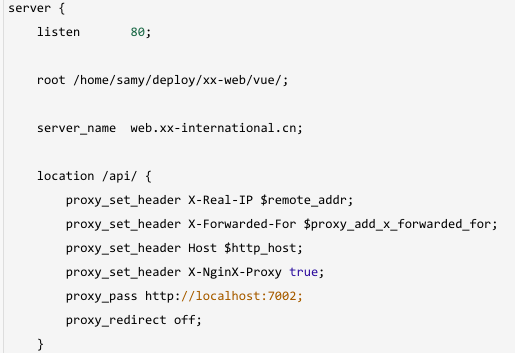 server {
    listen       80;
    root /home/samy/deploy/xx-web/vue/;
    server_name  web.xx-international.cn;
    location /api/ {
        proxy_set_header X-Real-IP $remote_addr;
        proxy_set_header X-Forwarded-For $proxy_add_x_forwarded_for;
        proxy_set_header Host $http_host;
        proxy_set_header X-NginX-Proxy true;
        proxy_pass http://localhost:7002;
        proxy_redirect off;
    }